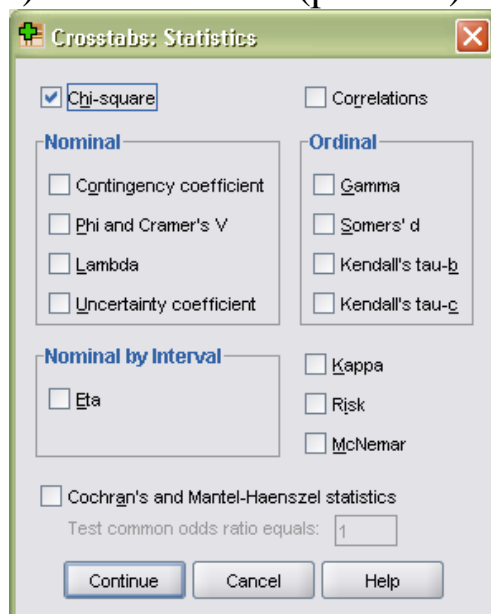 Crosstabs: Statistics
Chi-square
Correlations
Nominal
Contingency coefficient
Phi and Cramer's V
Lambda
Uncertainty coefficient
Ordinal
Gamma
Somers' d
Kendall's tau-b
Kendall's tau-c
Nominal by Interval
Eta
Kappa
Risk
McNemar
Cochran's and Mantel-Haenszel statistics
Test common odds ratio equals: 1
Continue Cancel Help